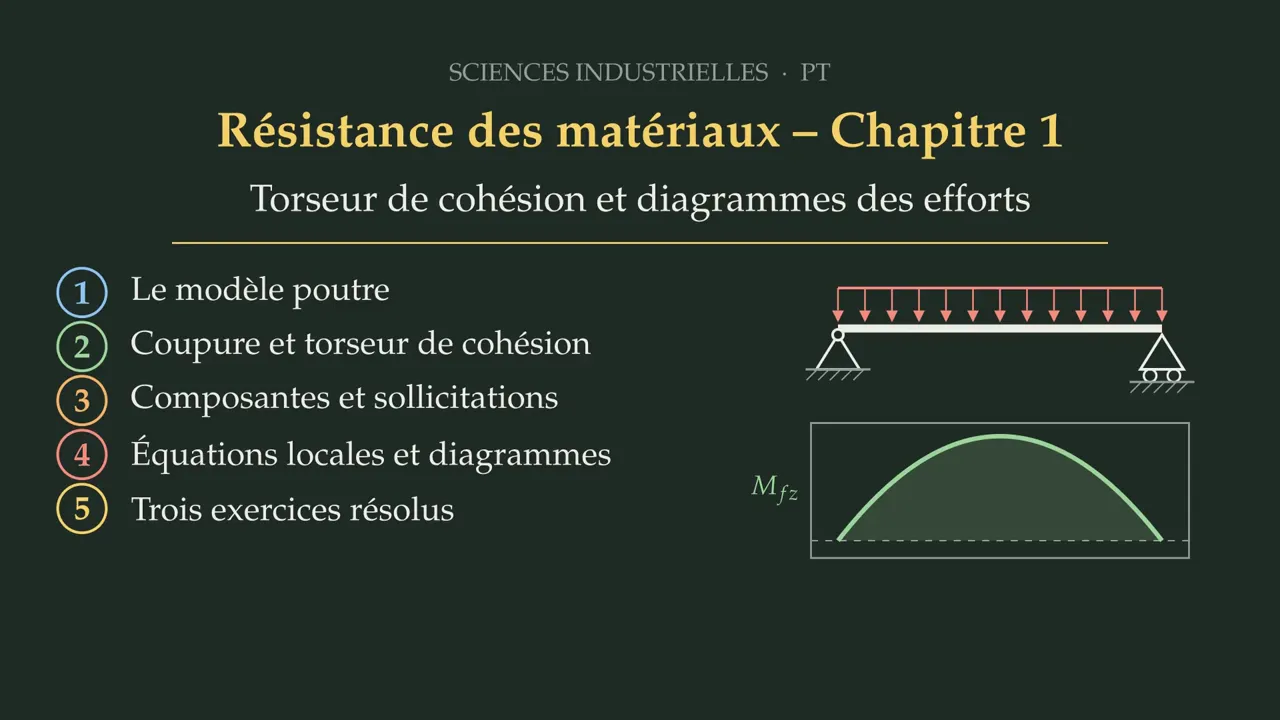 SCIENCES INDUSTRIELLES · PT
Résistance des matériaux – Chapitre 1
Torseur de cohésion et diagrammes des efforts
1 Le modèle poutre
2 Coupure et torseur de cohésion
3 Composantes et sollicitations
4 Équations locales et diagrammes
5 Trois exercices résolus
M_{fz}